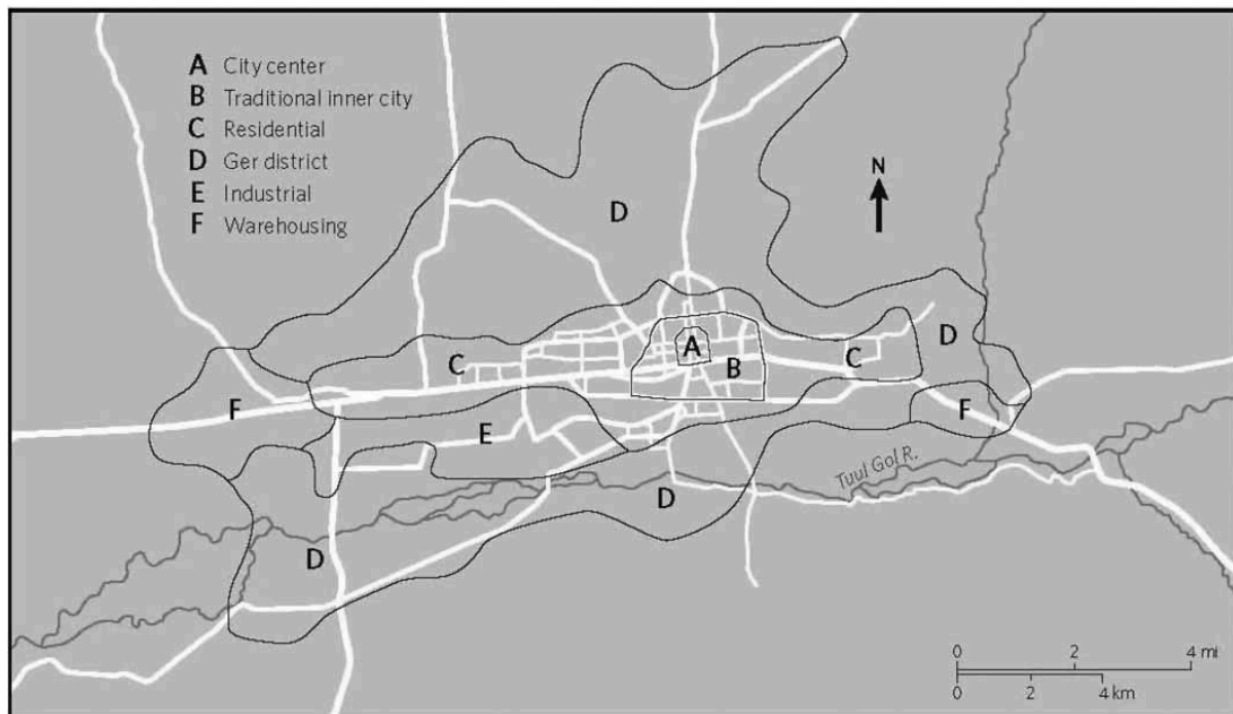 A City center
B Traditional inner city
C Residential
D Ger district
E Industrial
F Warehousing
N
D
D
A
C
C
B
F
F
E
Tuul Gol R.
D
D
0 2 4 mi
0 2 4 km